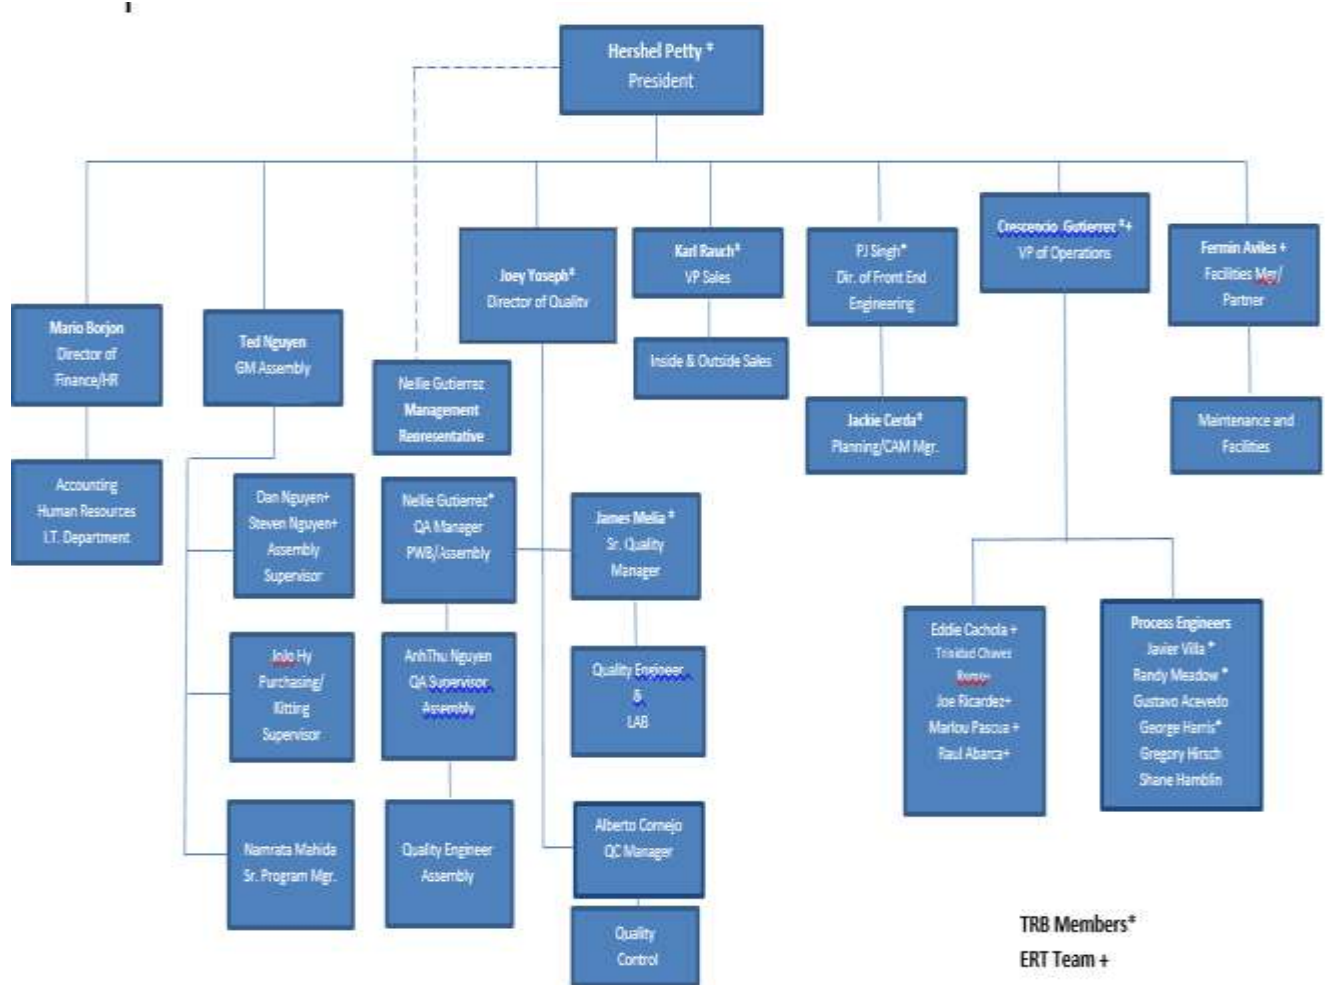 Hershel Petty *
President
Crescencio Gutierrez *+
VP of Operations
Karl Rauch*
VP Sales
PJ Singh*
Dir. of Front End
Engineering
Fermin Aviles +
Facilities Mgr/
Partner
Joey Yoseph*
Director of Quality
Mario Borjon
Director of
Finance/HR
Ted Nguyen
GM Assembly
Inside & Outside Sales
Nellie Gutierrez
Management
Representative
Jackie Cerda*
Planning/CAM Mgr.
Maintenance and
Facilities
Accounting
Human Resources
I.T. Department
Dan Nguyen+
Steven Nguyen+
Assembly
Supervisor
Nellie Gutierrez*
QA Manager
PWB/Assembly
James Melia *
Sr. Quality
Manager
JoJo Hy
Purchasing/
Kitting
Supervisor
AnhThu Nguyen
QA Supervisor
Assembly
Quality Engineer
&
LAB
Eddie Cachola +
Trinidad Chavez
Joe Ricardez+
Marlou Pascua +
Raul Abarca+
Process Engineers
Javier Villa *
Randy Meadow *
Gustavo Acevedo
George Harris*
Gregory Hirsch
Shane Hamblin
Namrata Mahida
Sr. Program Mgr.
Quality Engineer
Assembly
Alberto Cornejo
QC Manager
Quality
Control
TRB Members*
ERT Team +